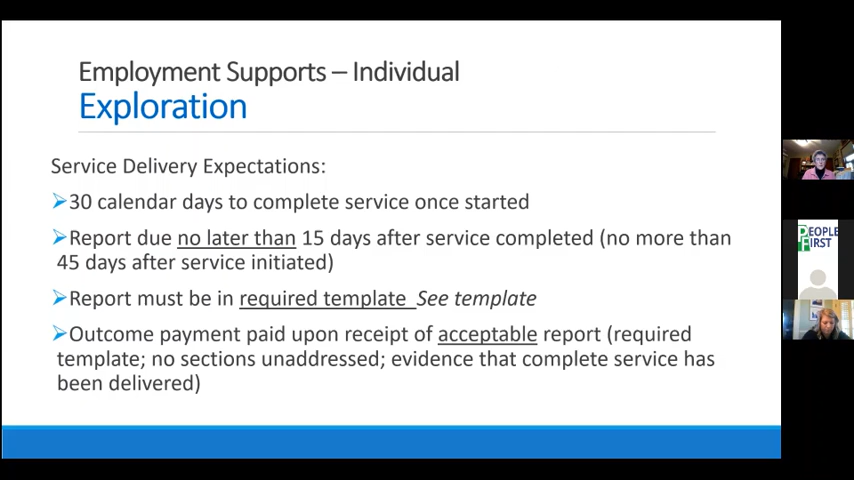 Employment Supports – Individual
Exploration
Service Delivery Expectations:
➢30 calendar days to complete service once started
➢Report due no later than 15 days after service completed (no more than
45 days after service initiated)
➢Report must be in required template  See template
➢Outcome payment paid upon receipt of acceptable report (required
template; no sections unaddressed; evidence that complete service has
been delivered)
PEOPLE
FIRST